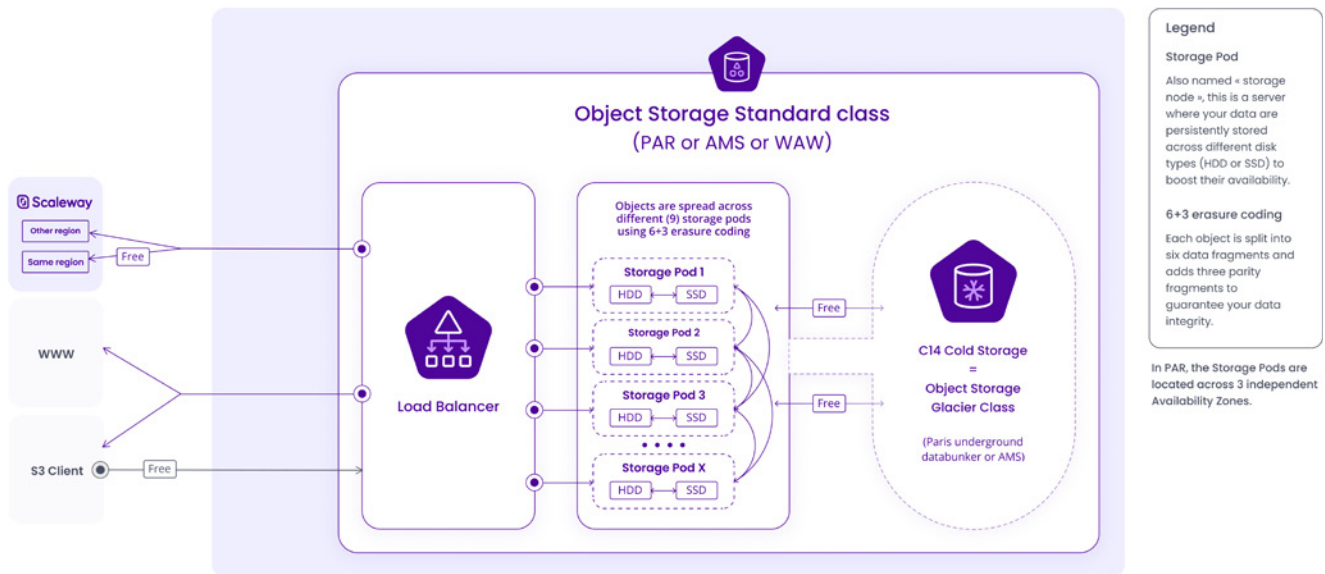 Object Storage Standard class
(PAR or AMS or WAW)
Scaleway
Other region
Same region
Free
WWW
S3 Client
Free
Load Balancer
Objects are spread across
different (9) storage pods
using 6+3 erasure coding
Storage Pod 1
HDD
SSD
Storage Pod 2
HDD
SSD
Storage Pod 3
HDD
SSD
Storage Pod X
HDD
SSD
Free
Free
C14 Cold Storage
=
Object Storage
Glacier Class
(Paris underground
databunker or AMS)
Legend
Storage Pod
Also named « storage
node », this is a server
where your data are
persistently stored
across different disk
types (HDD or SSD) to
boost their availability.
6+3 erasure coding
Each object is split into
six data fragments and
adds three parity
fragments to
guarantee your data
integrity.
In PAR, the Storage Pods are
located across 3 independent
Availability Zones.